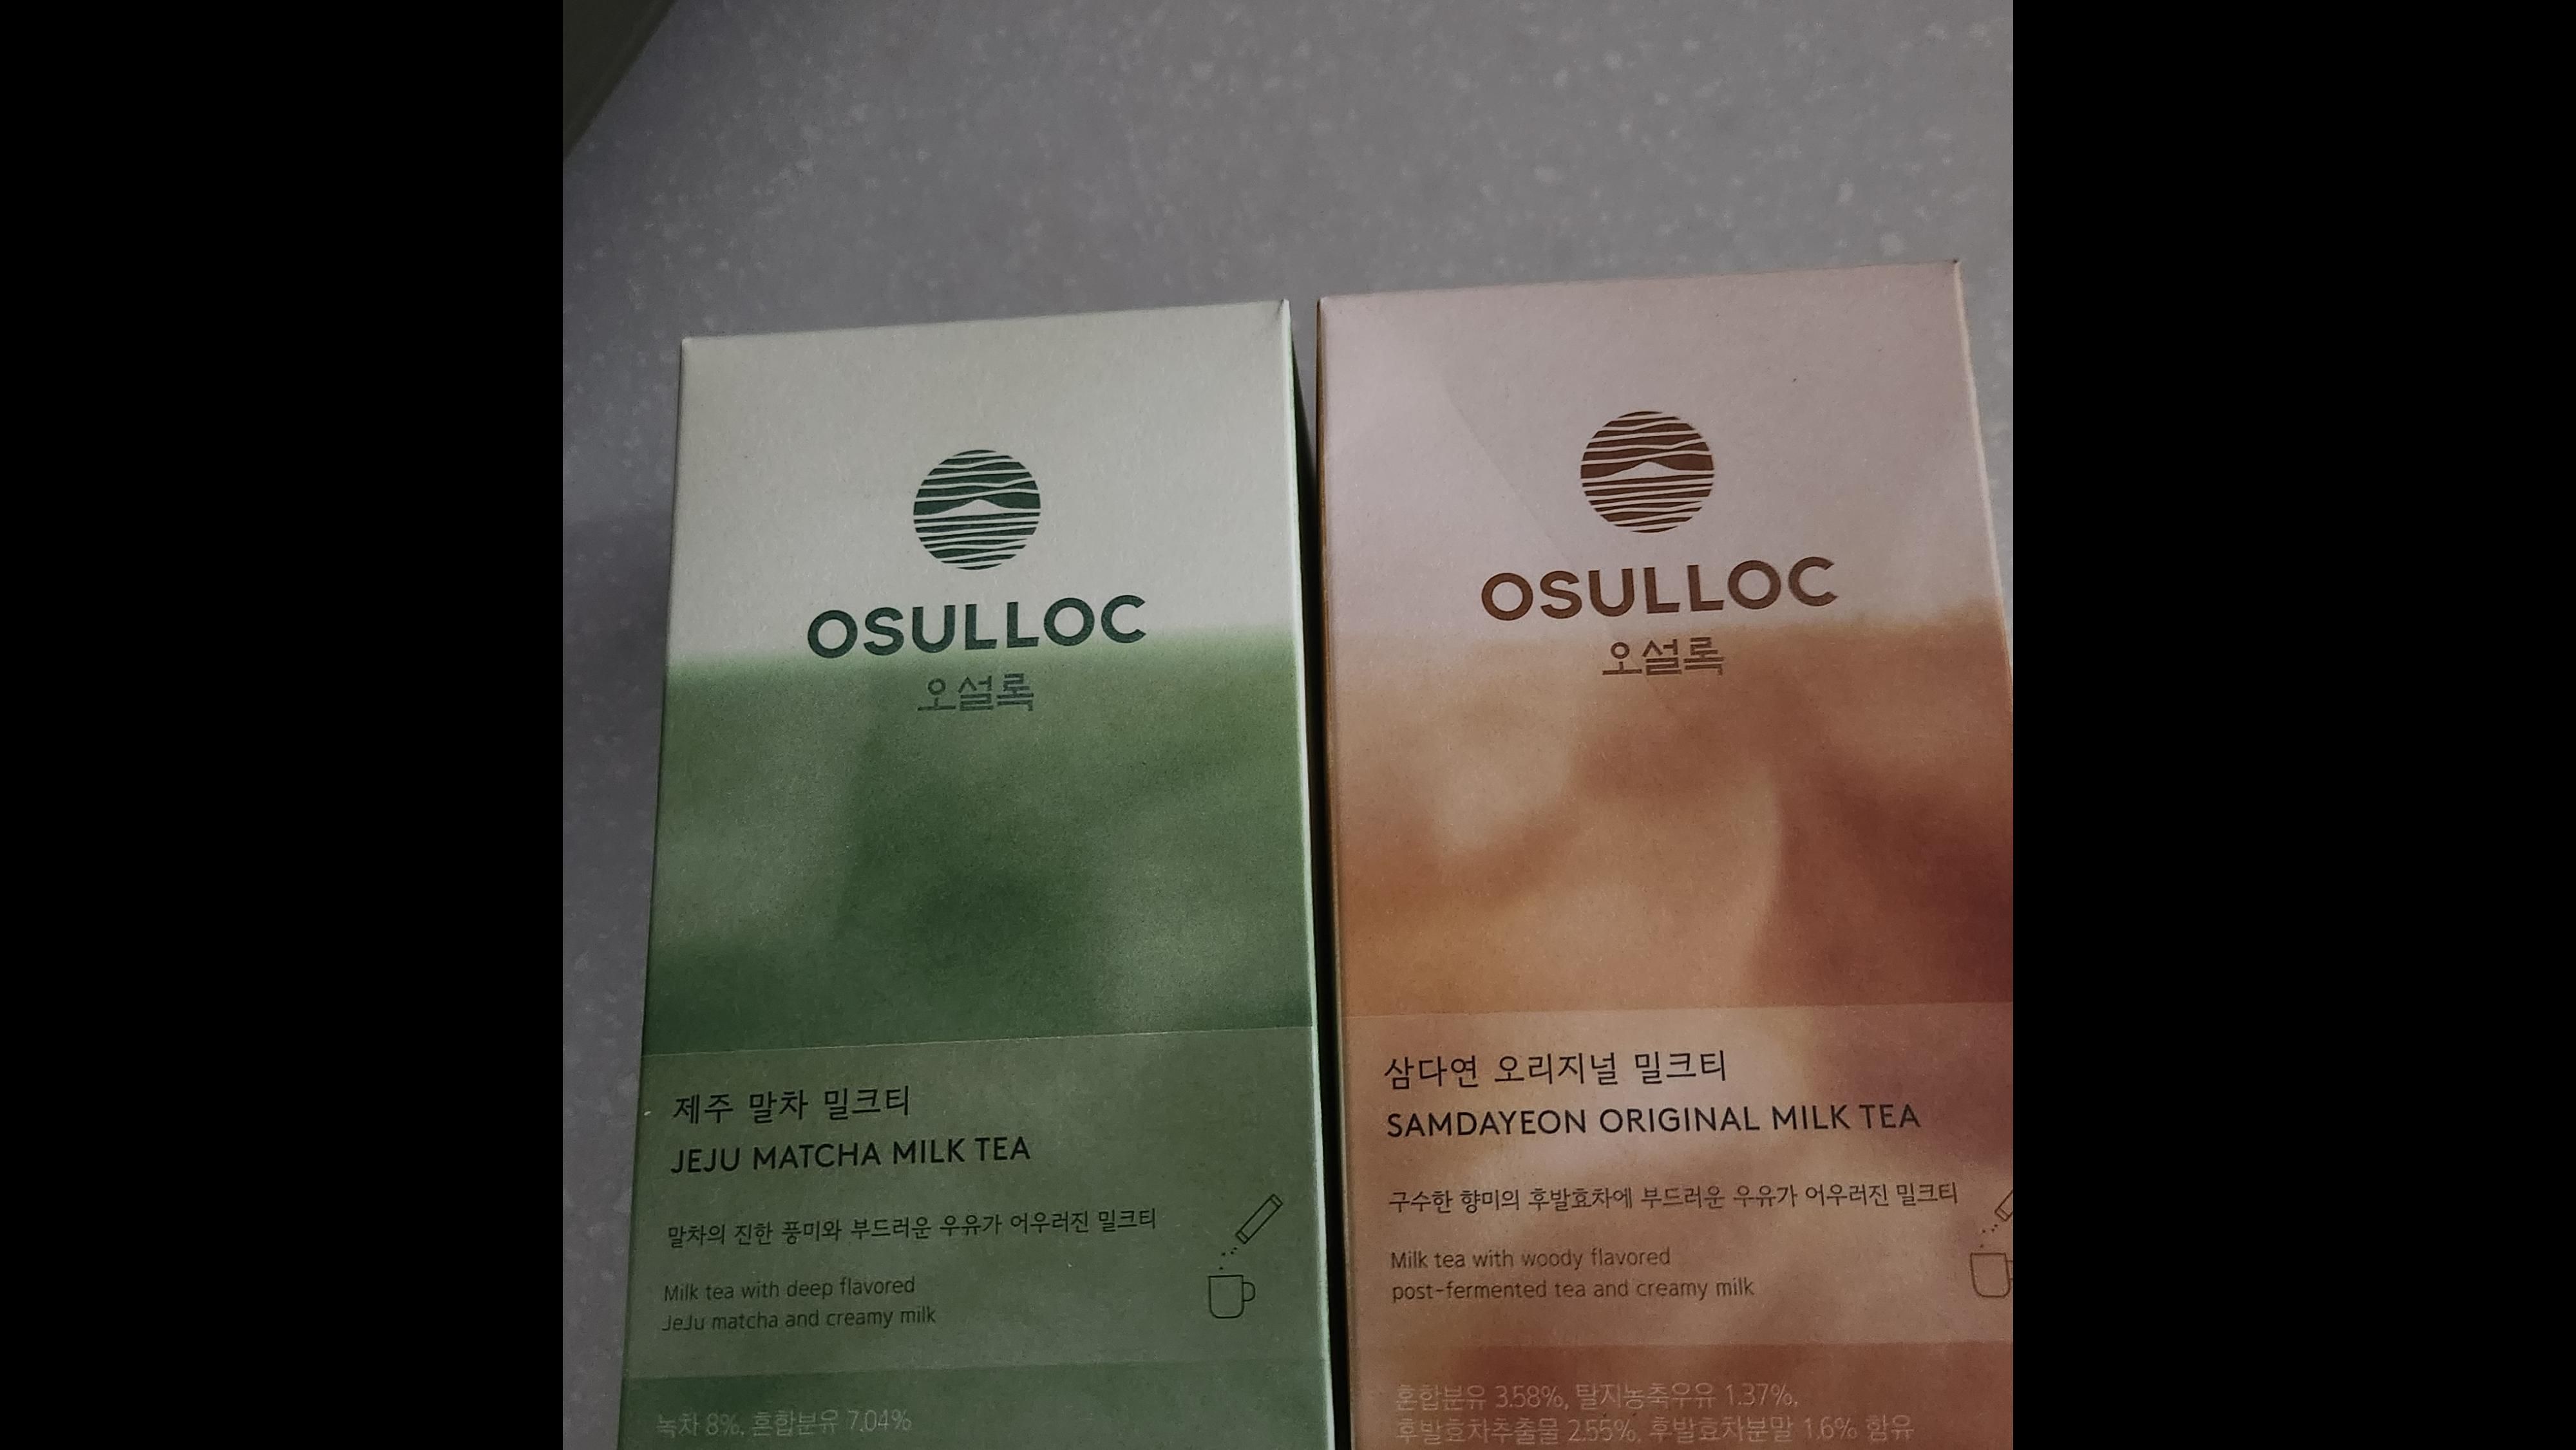 OSULLOC
오설록
제주 말차 밀크티
JEJU MATCHA MILK TEA
말차의 진한 풍미와 부드러운 우유가 어우러진 밀크티
Milk tea with deep flavored
JeJu matcha and creamy milk
녹차 8%, 혼합분유 7.04%
OSULLOC
오설록
삼다연 오리지널 밀크티
SAMDAYEON ORIGINAL MILK TEA
구수한 향미의 후발효차에 부드러운 우유가 어우러진 밀크티
Milk tea with woody flavored
post-fermented tea and creamy milk
혼합분유 3.58%, 탈지농축우유 1.37%,
후발효차추출물 2.55%, 후발효차분말 1.6% 함유